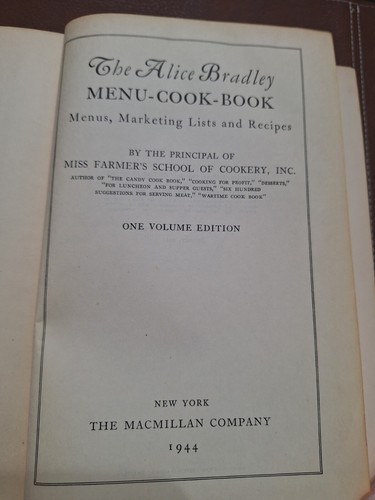 The Alice Bradley
MENU-COOK-BOOK
Menus, Marketing Lists and Recipes
BY THE PRINCIPAL OF
MISS FARMER'S SCHOOL OF COOKERY, INC.
AUTHOR OF "THE CANDY COOK BOOK," "COOKING FOR PROFIT," "DESSERTS,"
"FOR LUNCHEON AND SUPPER GUESTS," "SIX HUNDRED
SUGGESTIONS FOR SERVING MEAT," "WARTIME COOK BOOK"
ONE VOLUME EDITION
NEW YORK
THE MACMILLAN COMPANY
1944